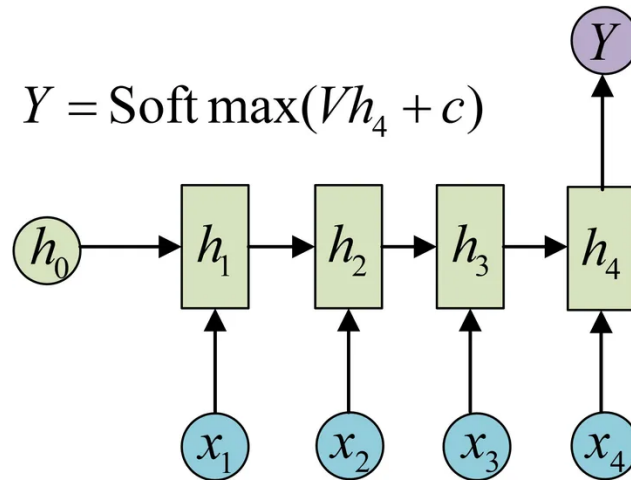 Y
Y = Soft max(Vh₄ + c)
h₀ h₁ h₂ h₃ h₄
x₁ x₂ x₃ x₄